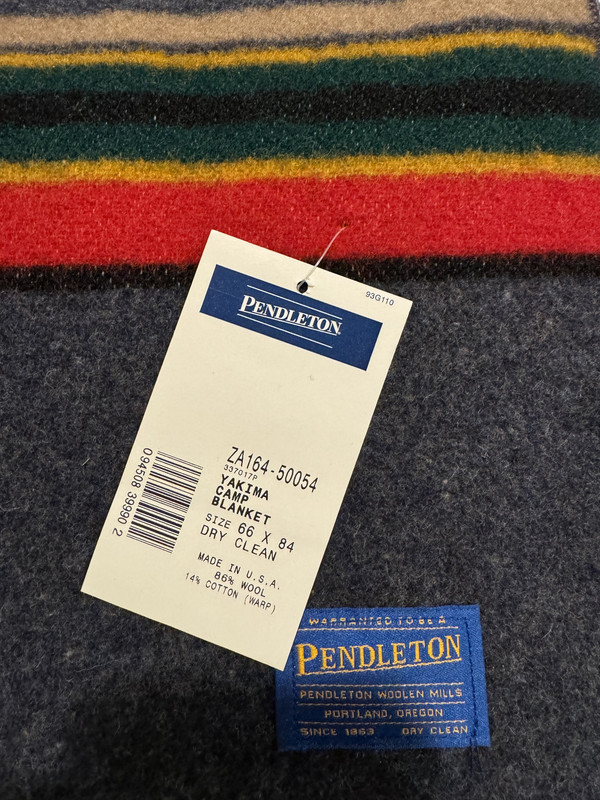 93G110
PENDLETON
ZA164-50054
337017P
YAKIMA
CAMP
BLANKET
SIZE 66 X 84
DRY CLEAN
MADE IN U.S.A.
86% WOOL
14% COTTON (WARP)
094508 39990 2
WARRANTED TO BE A
PENDLETON
PENDLETON WOOLEN MILLS
PORTLAND, OREGON
SINCE 1863 DRY CLEAN